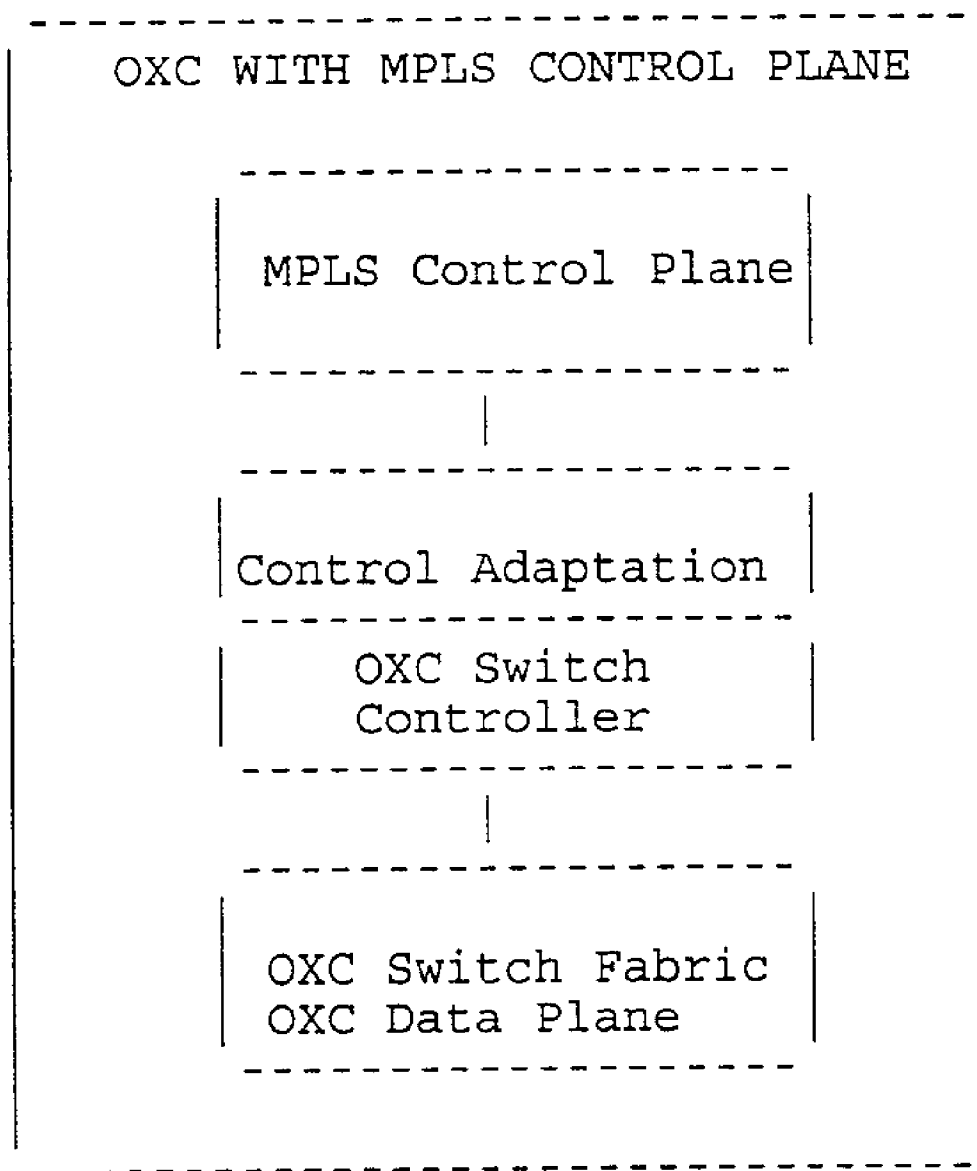 OXC WITH MPLS CONTROL PLANE
MPLS Control Plane
Control Adaptation
OXC Switch
Controller
OXC Switch Fabric
OXC Data Plane